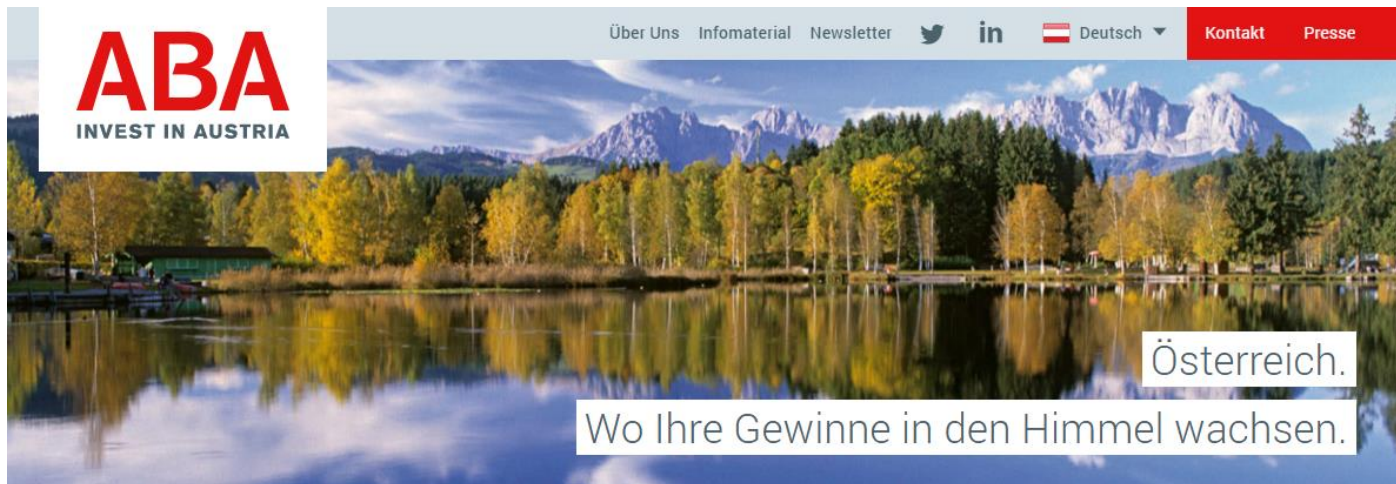 ABA
INVEST IN AUSTRIA
Über Uns Infomaterial Newsletter in Deutsch Kontakt Presse
Österreich.
Wo Ihre Gewinne in den Himmel wachsen.